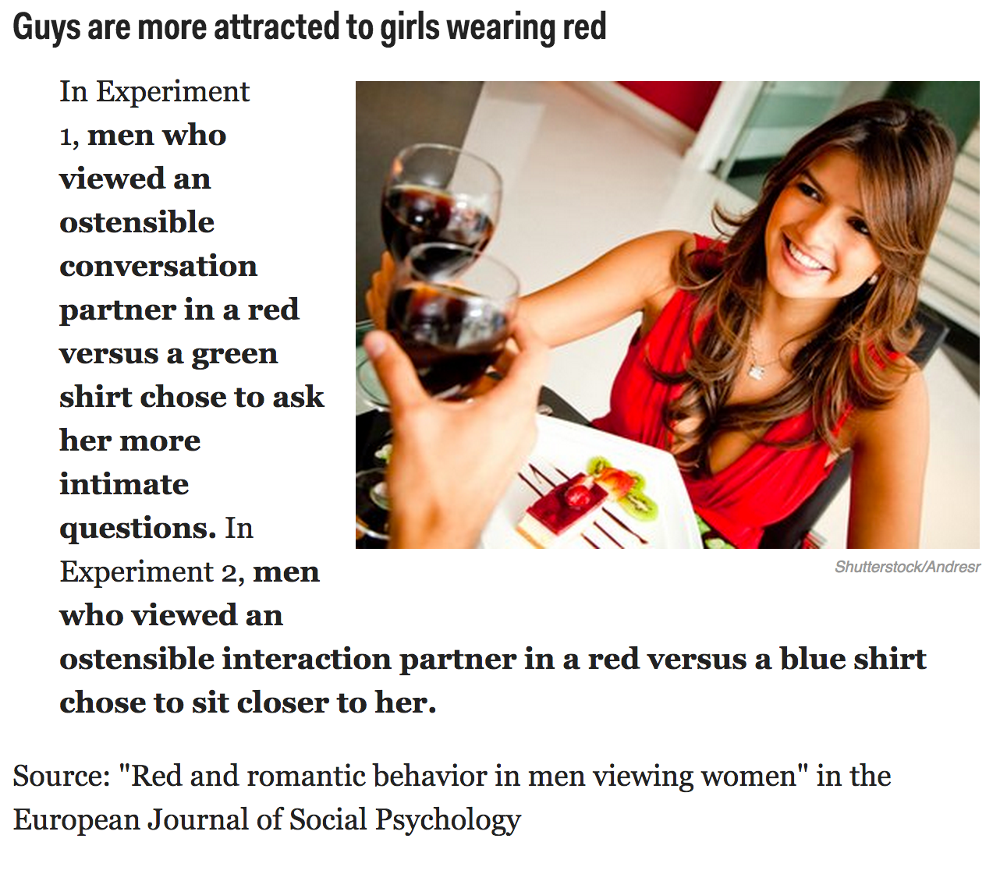 Guys are more attracted to girls wearing red
In Experiment
1, men who
viewed an
ostensible
conversation
partner in a red
versus a green
shirt chose to ask
her more
intimate
questions. In
Experiment 2, men
who viewed an
ostensible interaction partner in a red versus a blue shirt
chose to sit closer to her.
Shutterstock/Andresr
Source: "Red and romantic behavior in men viewing women" in the
European Journal of Social Psychology